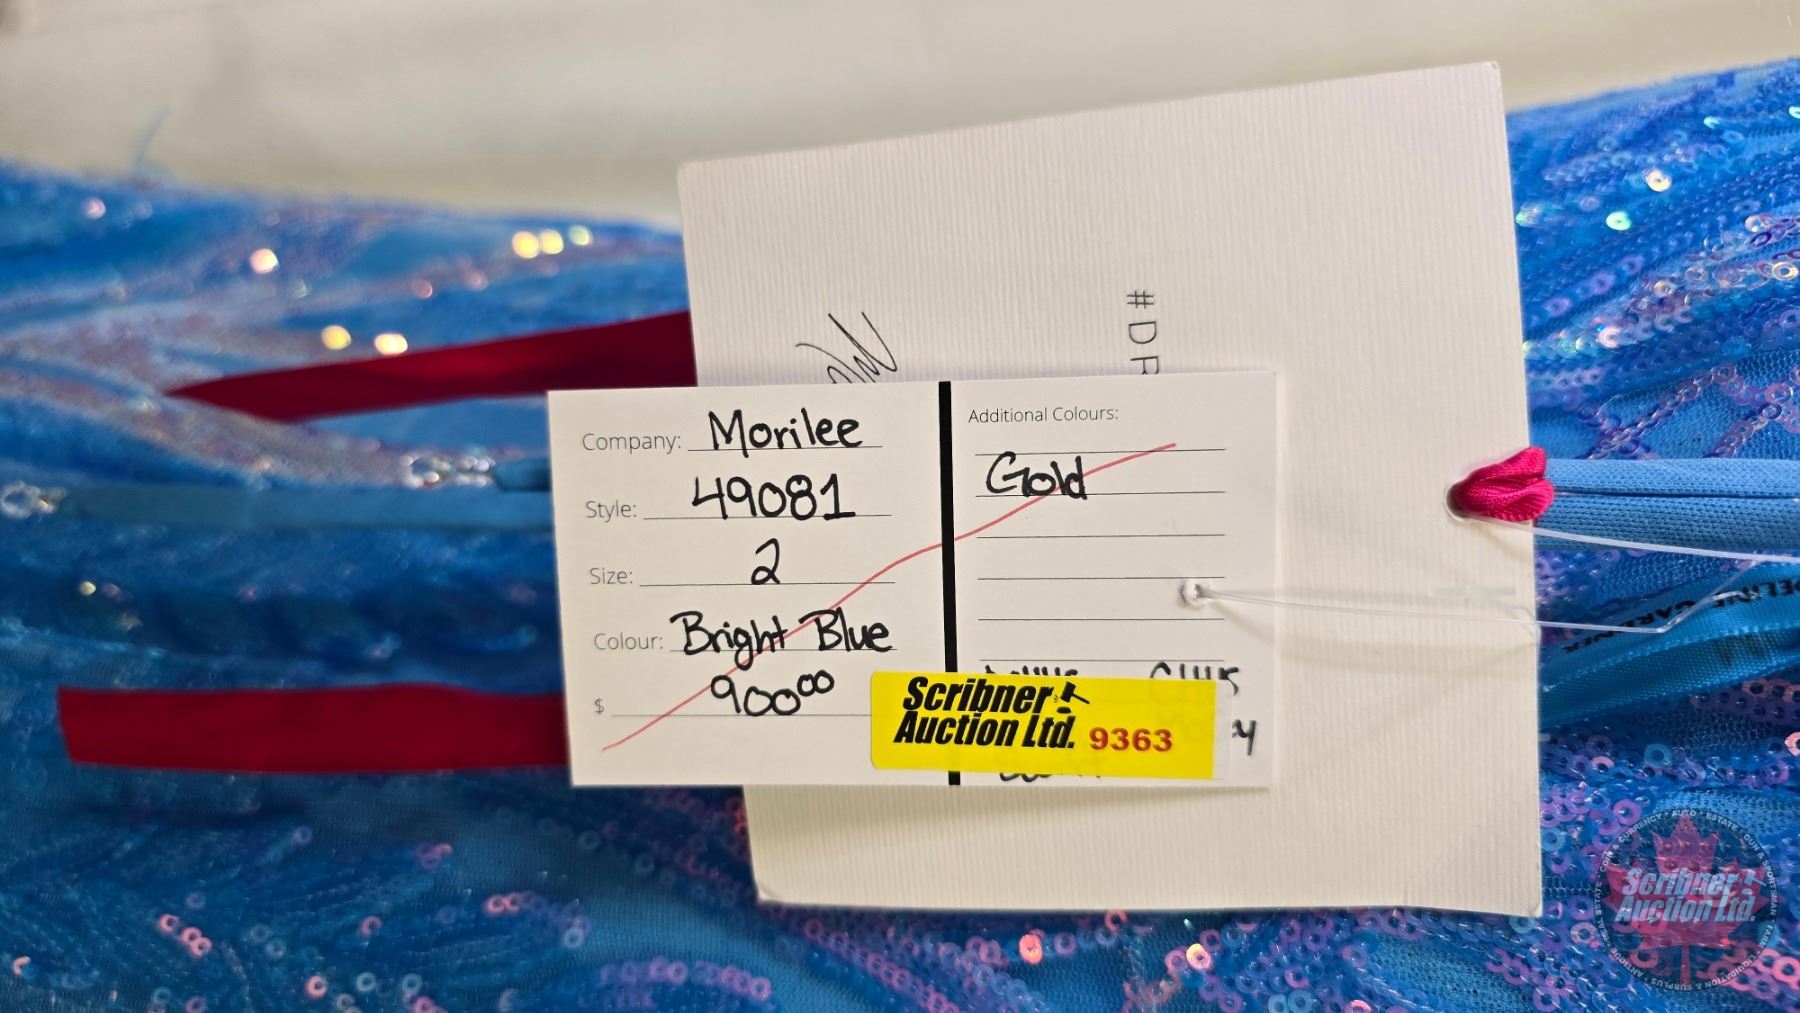 #DR
Company: Morilee
Style: 49081
Size: 2
Colour: Bright Blue
$ 900⁰⁰
Additional Colours:
Gold
Scribner
Auction Ltd. 9363
Scribner
Auction Ltd.